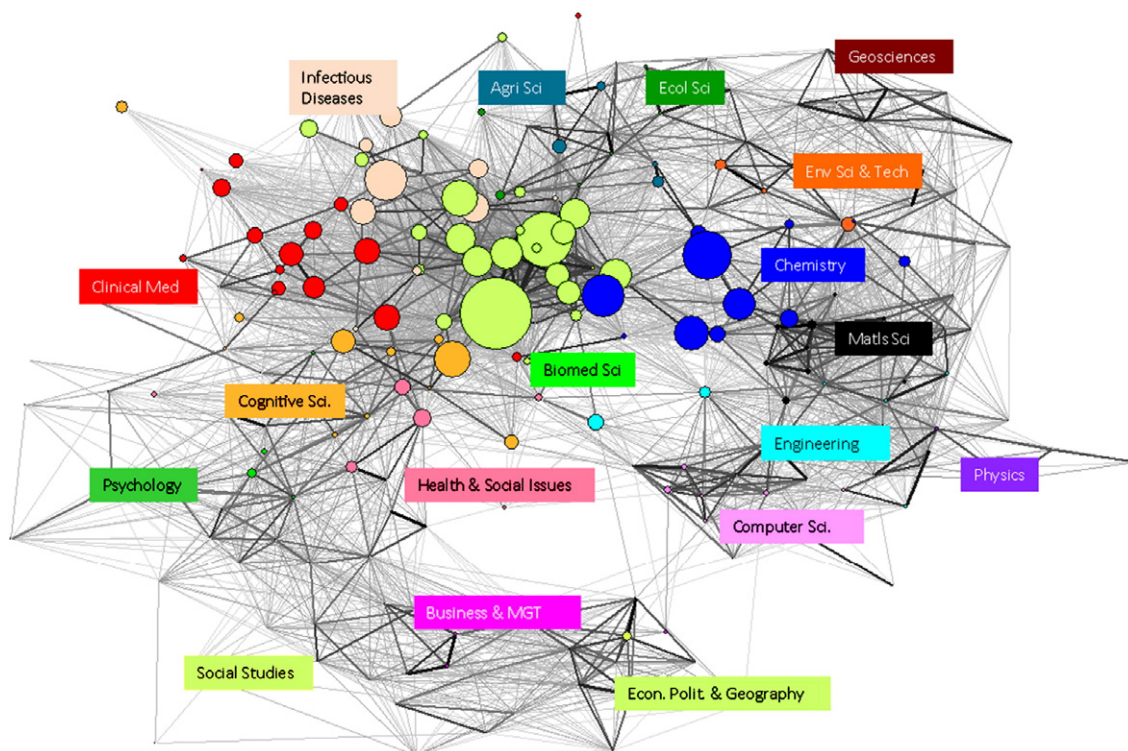 Geosciences
Infectious
Diseases
Agri Sci
Ecol Sci
Env Sci & Tech
Chemistry
Clinical Med
Matls Sci
Biomed Sci
Cognitive Sci.
Engineering
Psychology
Health & Social Issues
Physics
Computer Sci.
Business & MGT
Social Studies
Econ. Polit. & Geography